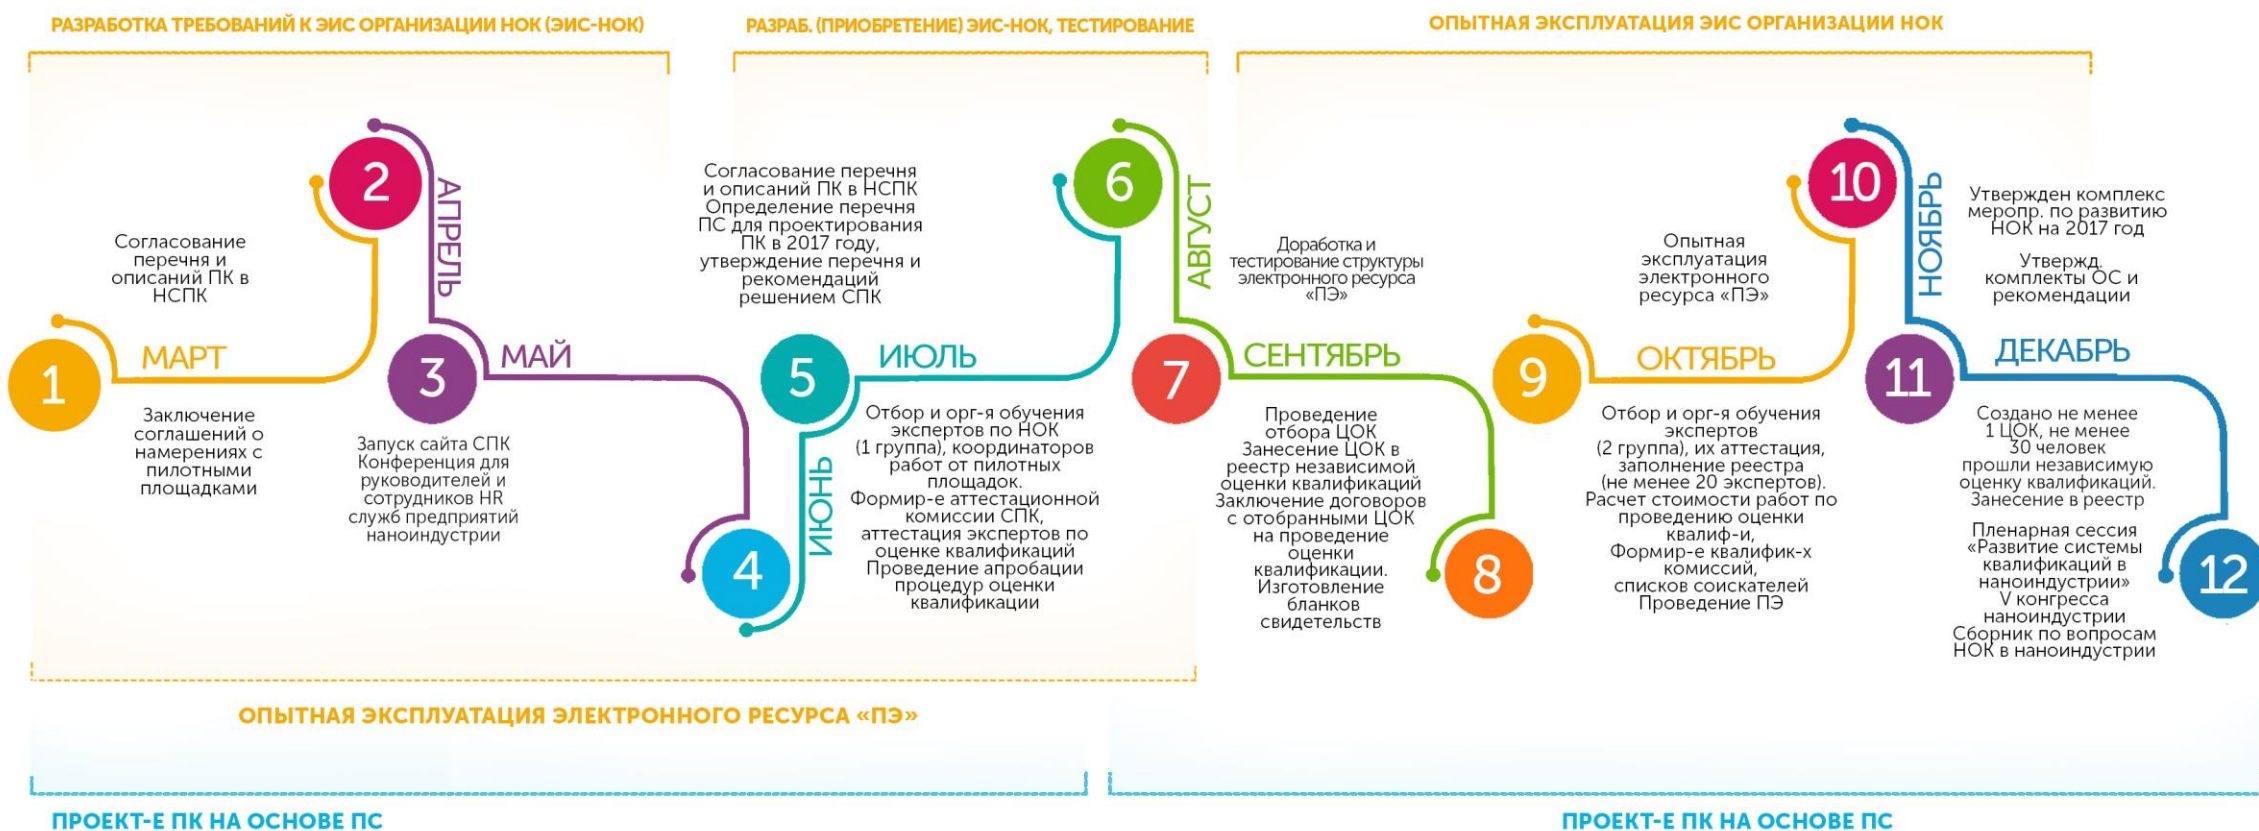 РАЗРАБОТКА ТРЕБОВАНИЙ К ЭИС ОРГАНИЗАЦИИ НОК (ЭИС-НОК)
РАЗРАБ. (ПРИОБРЕТЕНИЕ) ЭИС-НОК, ТЕСТИРОВАНИЕ
ОПЫТНАЯ ЭКСПЛУАТАЦИЯ ЭИС ОРГАНИЗАЦИИ НОК
1
МАРТ
Согласование
перечня и
описаний ПК в
НСПК
Заключение
соглашений о
намерениях с
пилотными
площадками
2
АПРЕЛЬ
3
МАЙ
Запуск сайта СПК
Конференция для
руководителей и
сотрудников HR
служб предприятий
наноиндустрии
4
ИЮНЬ
5
ИЮЛЬ
Согласование перечня
и описаний ПК в НСПК
Определение перечня
ПС для проектирования
ПК в 2017 году,
утверждение перечня и
рекомендаций
решением СПК
Отбор и орг-я обучения
экспертов по НОК
(1 группа), координаторов
работ от пилотных
площадок.
Формир-е аттестационной
комиссии СПК,
аттестация экспертов по
оценке квалификаций
Проведение апробации
процедур оценки
квалификации
6
АВГУСТ
7
СЕНТЯБРЬ
Доработка и
тестирование структуры
электронного ресурса
«ПЭ»
Проведение
отбора ЦОК
Занесение ЦОК в
реестр независимой
оценки квалификаций
Заключение договоров
с отобранными ЦОК
на проведение
оценки
квалификации.
Изготовление
бланков
свидетельств
8
9
ОКТЯБРЬ
Опытная
эксплуатация
электронного
ресурса «ПЭ»
Отбор и орг-я обучения
экспертов
(2 группа), их аттестация,
заполнение реестра
(не менее 20 экспертов).
Расчет стоимости работ по
проведению оценки
квалиф-и,
Формир-е квалифик-х
комиссий,
списков соискателей
Проведение ПЭ
10
НОЯБРЬ
11
ДЕКАБРЬ
Утвержден комплекс
меропр. по развитию
НОК на 2017 год
Утвержд.
комплекты ОС и
рекомендации
Создано не менее
1 ЦОК, не менее
30 человек
прошли независимую
оценку квалификаций.
Занесение в реестр
Пленарная сессия
«Развитие системы
квалификаций в
наноиндустрии»
V конгресса
наноиндустрии
Сборник по вопросам
НОК в наноиндустрии
12
ОПЫТНАЯ ЭКСПЛУАТАЦИЯ ЭЛЕКТРОННОГО РЕСУРСА «ПЭ»
ПРОЕКТ-Е ПК НА ОСНОВЕ ПС
ПРОЕКТ-Е ПК НА ОСНОВЕ ПС